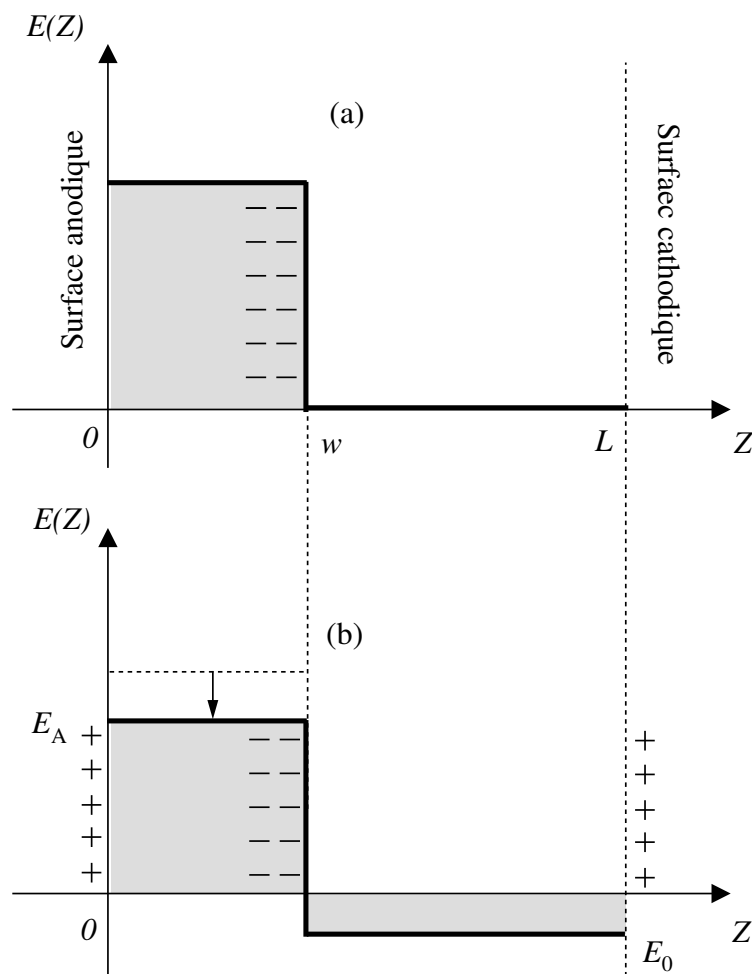 E(Z)
(a)
Surface anodique
Surfaec cathodique
0
w
L
Z
E(Z)
(b)
E_A
+ +
+ +
+ +
+ +
+ +
0
Z
E_0